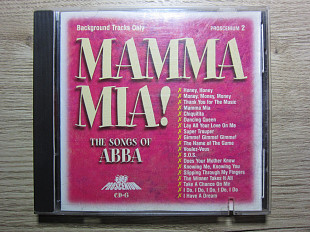 Background Tracks Only
PROSCENIUM 2
MAMMA
MIA!
THE SONGS OF
ABBA
PROSCENIUM
CD-G
Honey, Honey
Money, Money, Money
Thank You for The Music
Mamma Mia
Chiquitita
Dancing Queen
Lay All Your Love On Me
Super Trouper
Gimme! Gimme! Gimme!
The Name of The Game
Voulez-Vous
S.O.S.
Does Your Mother Know
Knowing Me, Knowing You
Slipping Through My Fingers
The Winner Takes It All
Take A Chance On Me
I Do, I Do, I Do, I Do, I Do
I Have A Dream